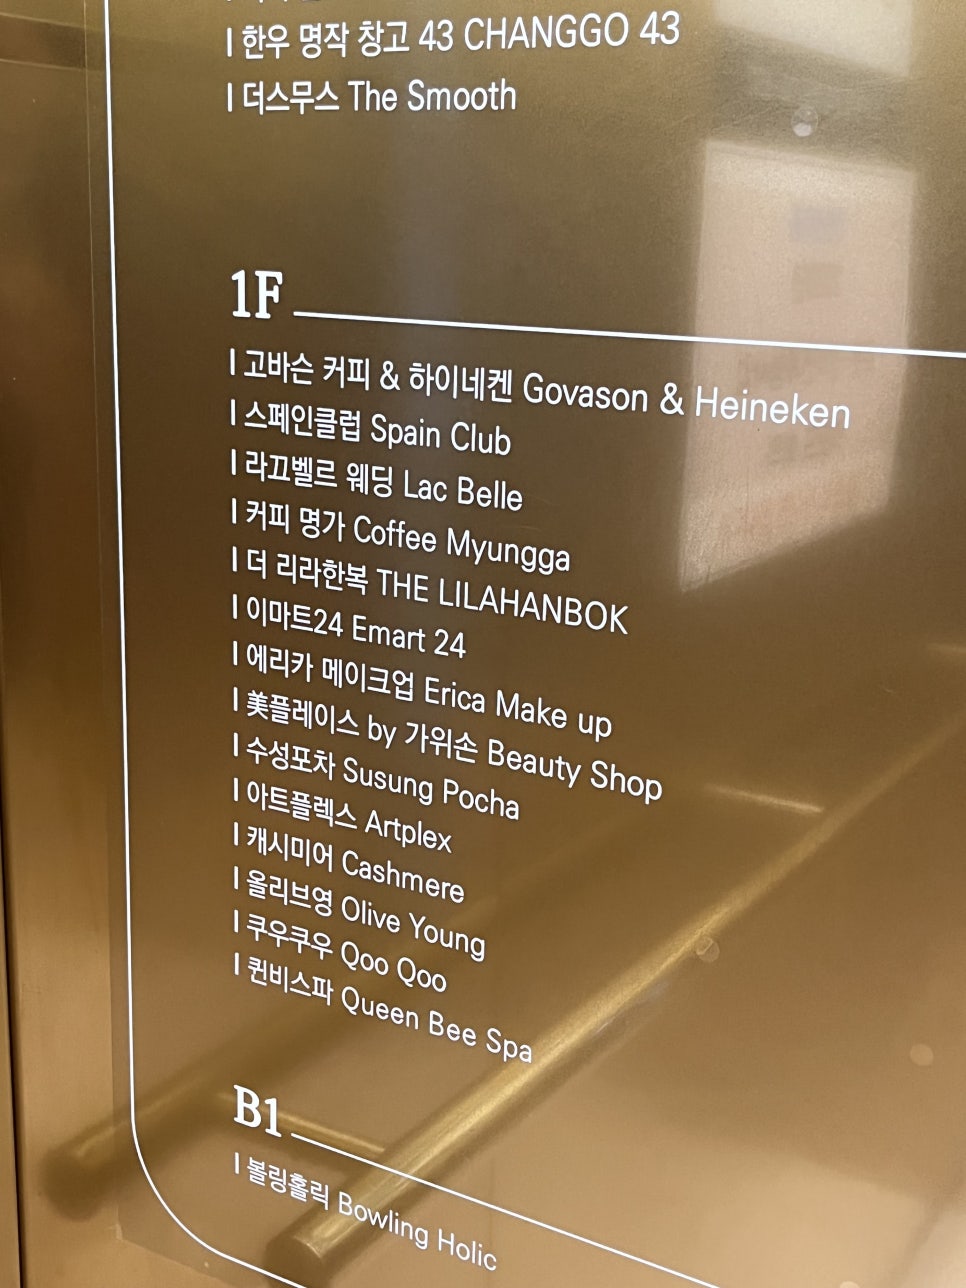 | 한우 명작 창고 43 CHANGGO 43
| 더스무스 The Smooth
1F
| 고바슨 커피 & 하이네켄 Govason & Heineken
| 스페인클럽 Spain Club
| 라끄벨르 웨딩 Lac Belle
| 커피 명가 Coffee Myungga
| 더 리라한복 THE LILAHANBOK
| 이마트24 Emart 24
| 에리카 메이크업 Erica Make up
| 美플레이스 by 가위손 Beauty Shop
| 수성포차 Susung Pocha
| 아트플렉스 Artplex
| 캐시미어 Cashmere
| 올리브영 Olive Young
| 쿠우쿠우 Qoo Qoo
| 퀸비스파 Queen Bee Spa
B1
| 볼링홀릭 Bowling Holic